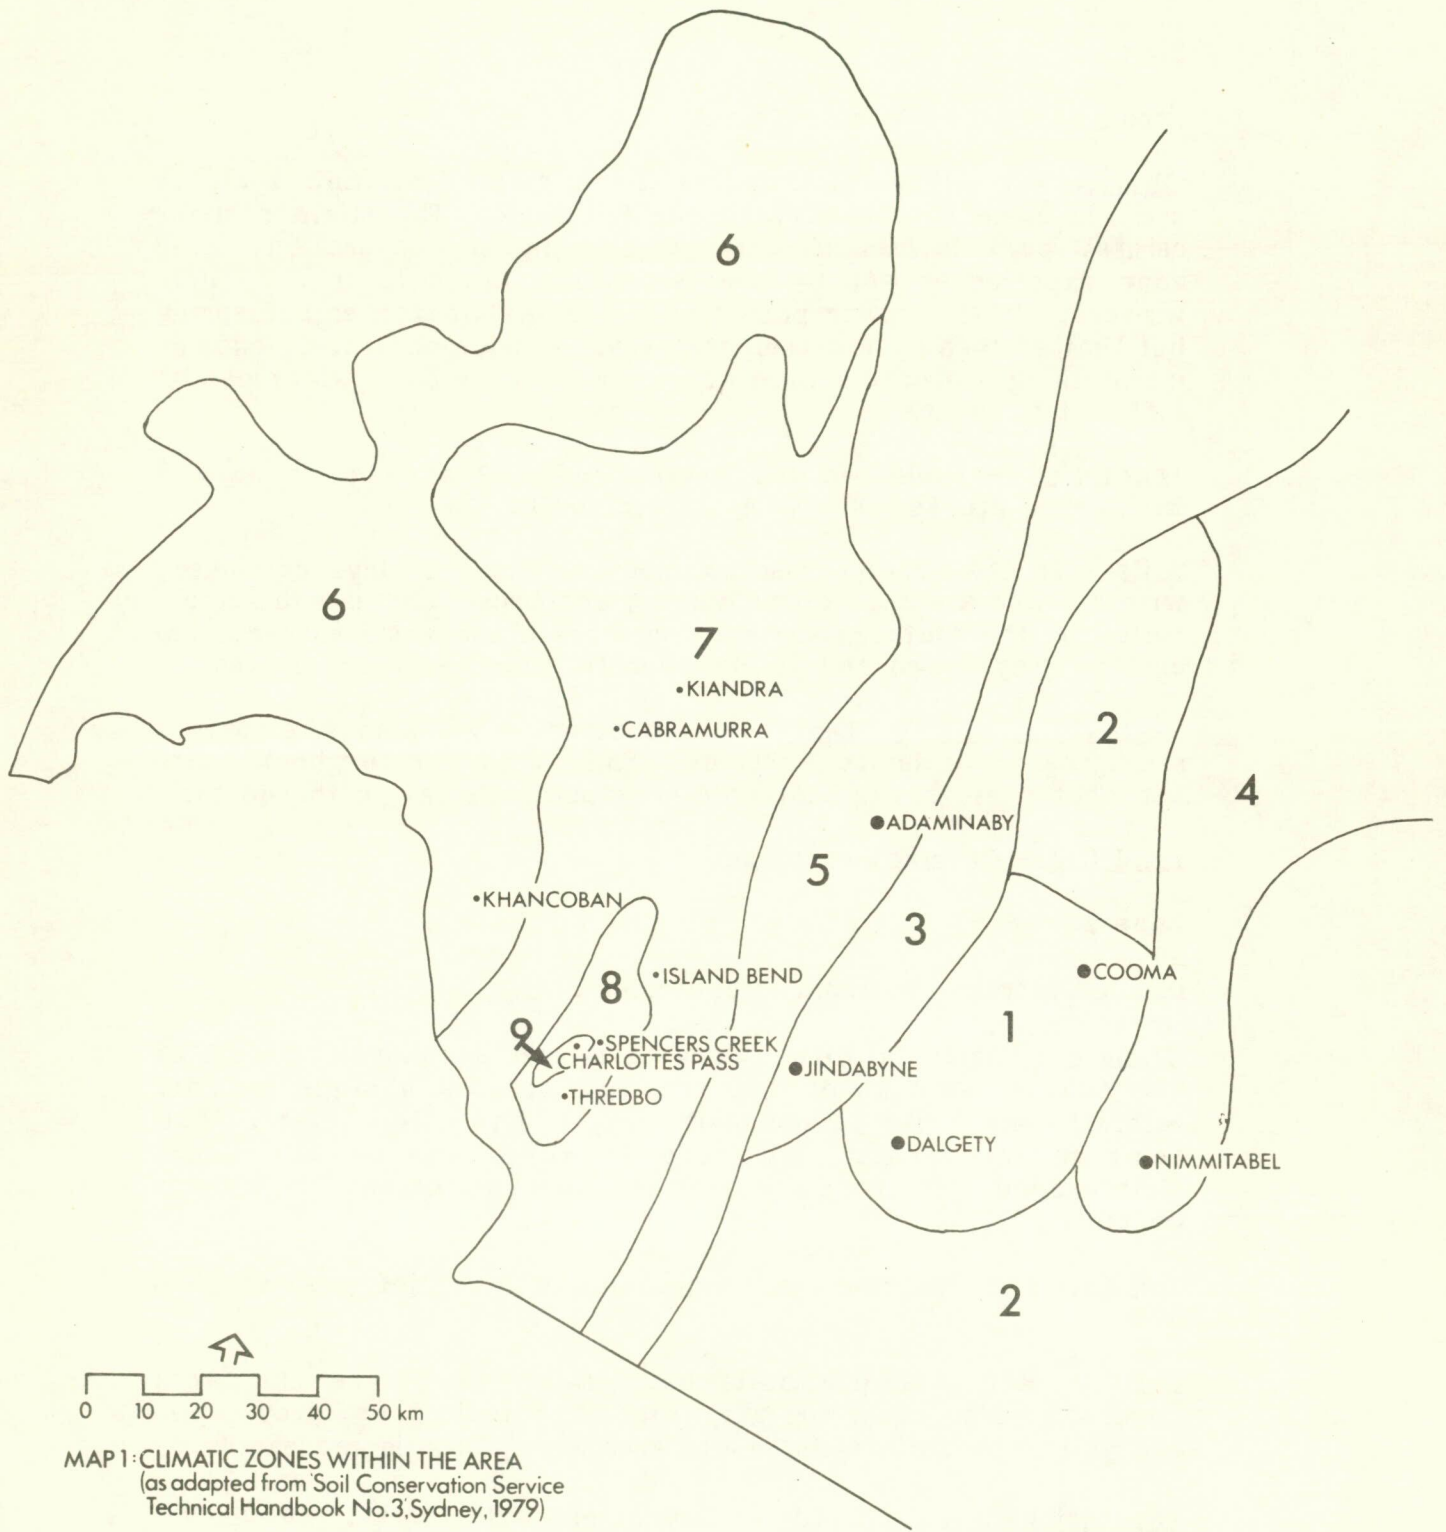 6
6
7
•KIANDRA
•CABRAMURRA
2
4
●ADAMINABY
5
•KHANCOBAN
3
8
•ISLAND BEND
●COOMA
1
9
•SPENCERS CREEK
CHARLOTTES PASS
●JINDABYNE
•THREDBO
●DALGETY
●NIMMITABEL
2
0 10 20 30 40 50 km
MAP 1: CLIMATIC ZONES WITHIN THE AREA
(as adapted from 'Soil Conservation Service
Technical Handbook No.3', Sydney, 1979)